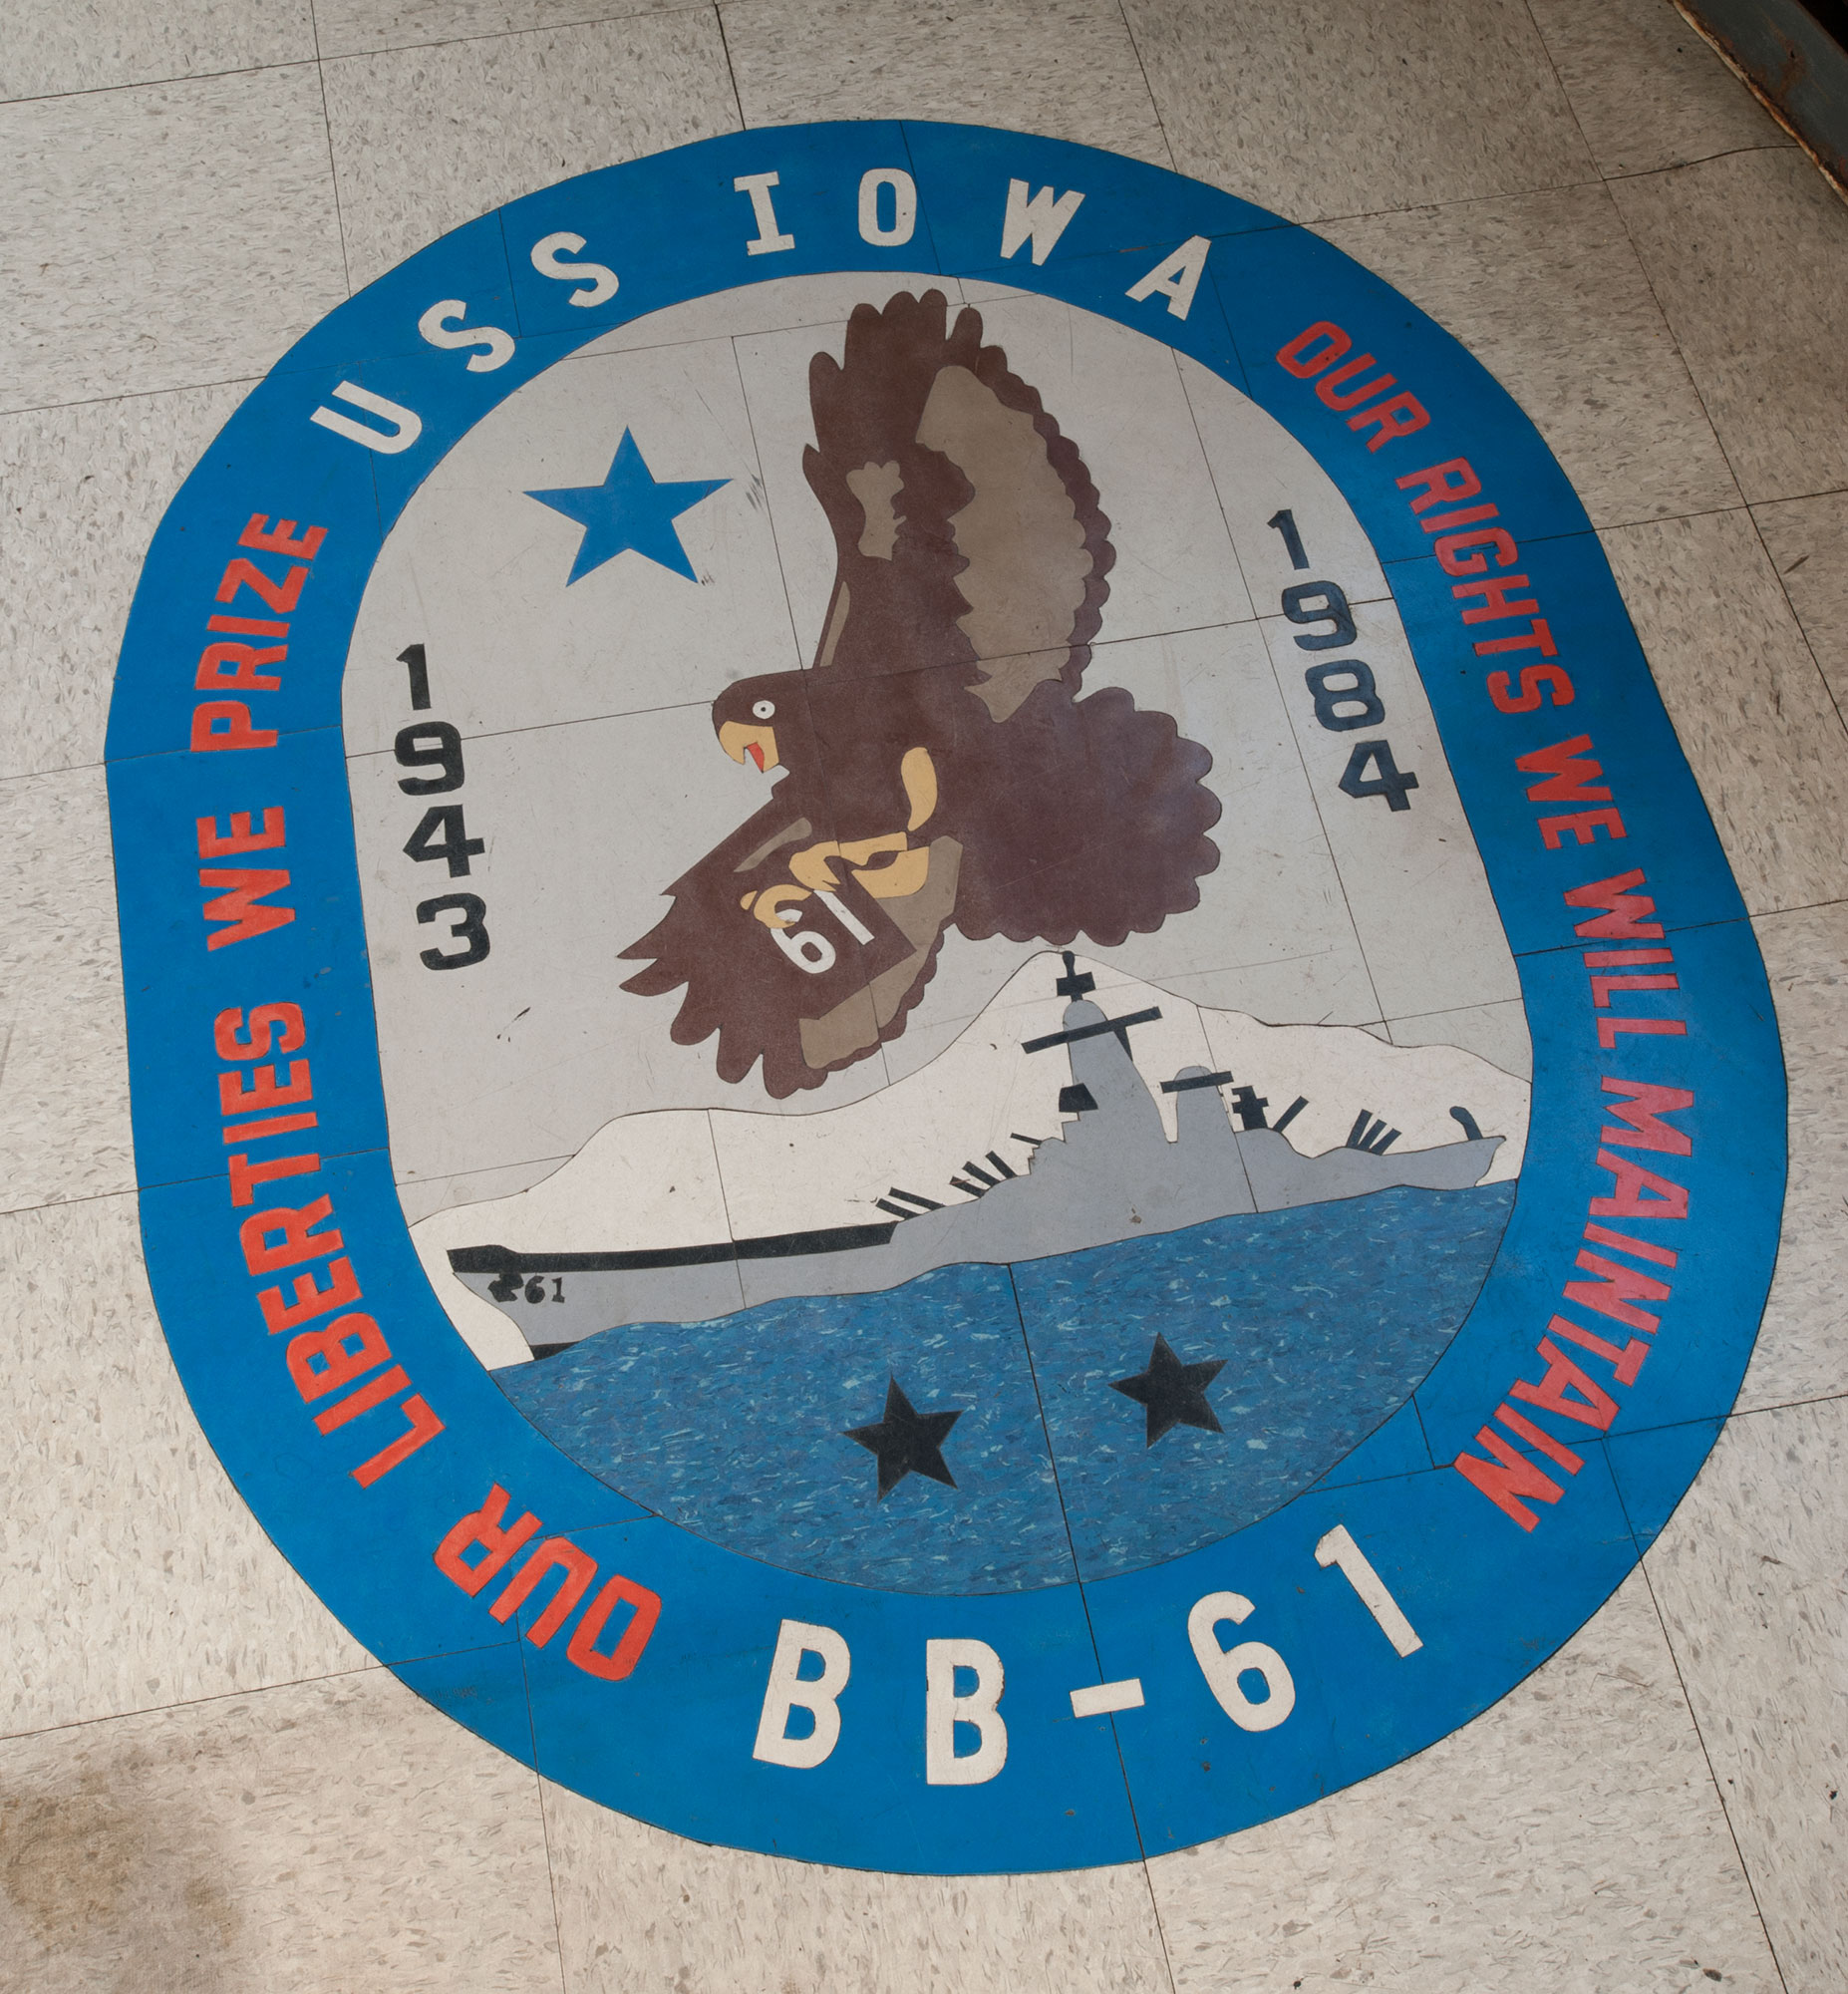 USS IOWA
OUR LIBERTIES WE PRIZE
OUR RIGHTS WE WILL MAINTAIN
1943
1984
61
61
BB-61